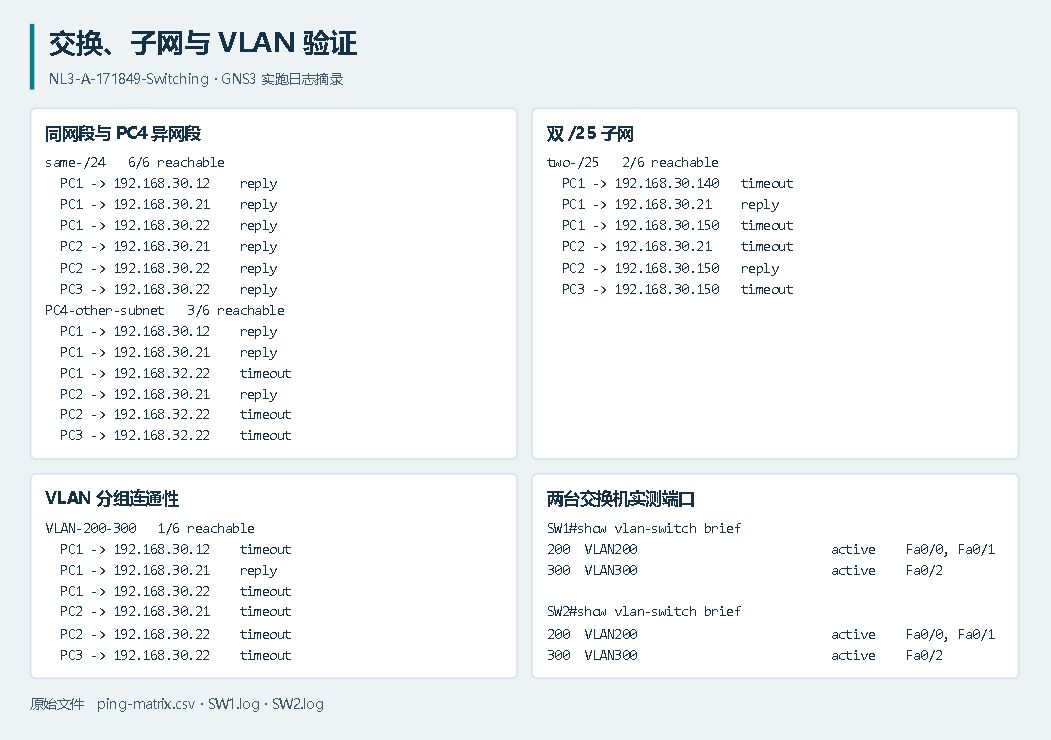 交换、子网与 VLAN 验证
NL3-A-171849-Switching · GNS3 实跑日志摘录
同网段与 PC4 异网段
same-/24 6/6 reachable
PC1 -> 192.168.30.12 reply
PC1 -> 192.168.30.21 reply
PC1 -> 192.168.30.22 reply
PC2 -> 192.168.30.21 reply
PC2 -> 192.168.30.22 reply
PC3 -> 192.168.30.22 reply
PC4-other-subnet 3/6 reachable
PC1 -> 192.168.30.12 reply
PC1 -> 192.168.30.21 reply
PC1 -> 192.168.32.22 timeout
PC2 -> 192.168.30.21 reply
PC2 -> 192.168.32.22 timeout
PC3 -> 192.168.32.22 timeout
双 /25 子网
two-/25 2/6 reachable
PC1 -> 192.168.30.140 timeout
PC1 -> 192.168.30.21 reply
PC1 -> 192.168.30.150 timeout
PC2 -> 192.168.30.21 timeout
PC2 -> 192.168.30.150 reply
PC3 -> 192.168.30.150 timeout
VLAN 分组连通性
VLAN-200-300 1/6 reachable
PC1 -> 192.168.30.12 timeout
PC1 -> 192.168.30.21 reply
PC1 -> 192.168.30.22 timeout
PC2 -> 192.168.30.21 timeout
PC2 -> 192.168.30.22 timeout
PC3 -> 192.168.30.22 timeout
两台交换机实测端口
SW1#show vlan-switch brief
200 VLAN200 active Fa0/0, Fa0/1
300 VLAN300 active Fa0/2
SW2#show vlan-switch brief
200 VLAN200 active Fa0/0, Fa0/1
300 VLAN300 active Fa0/2
原始文件 ping-matrix.csv · SW1.log · SW2.log